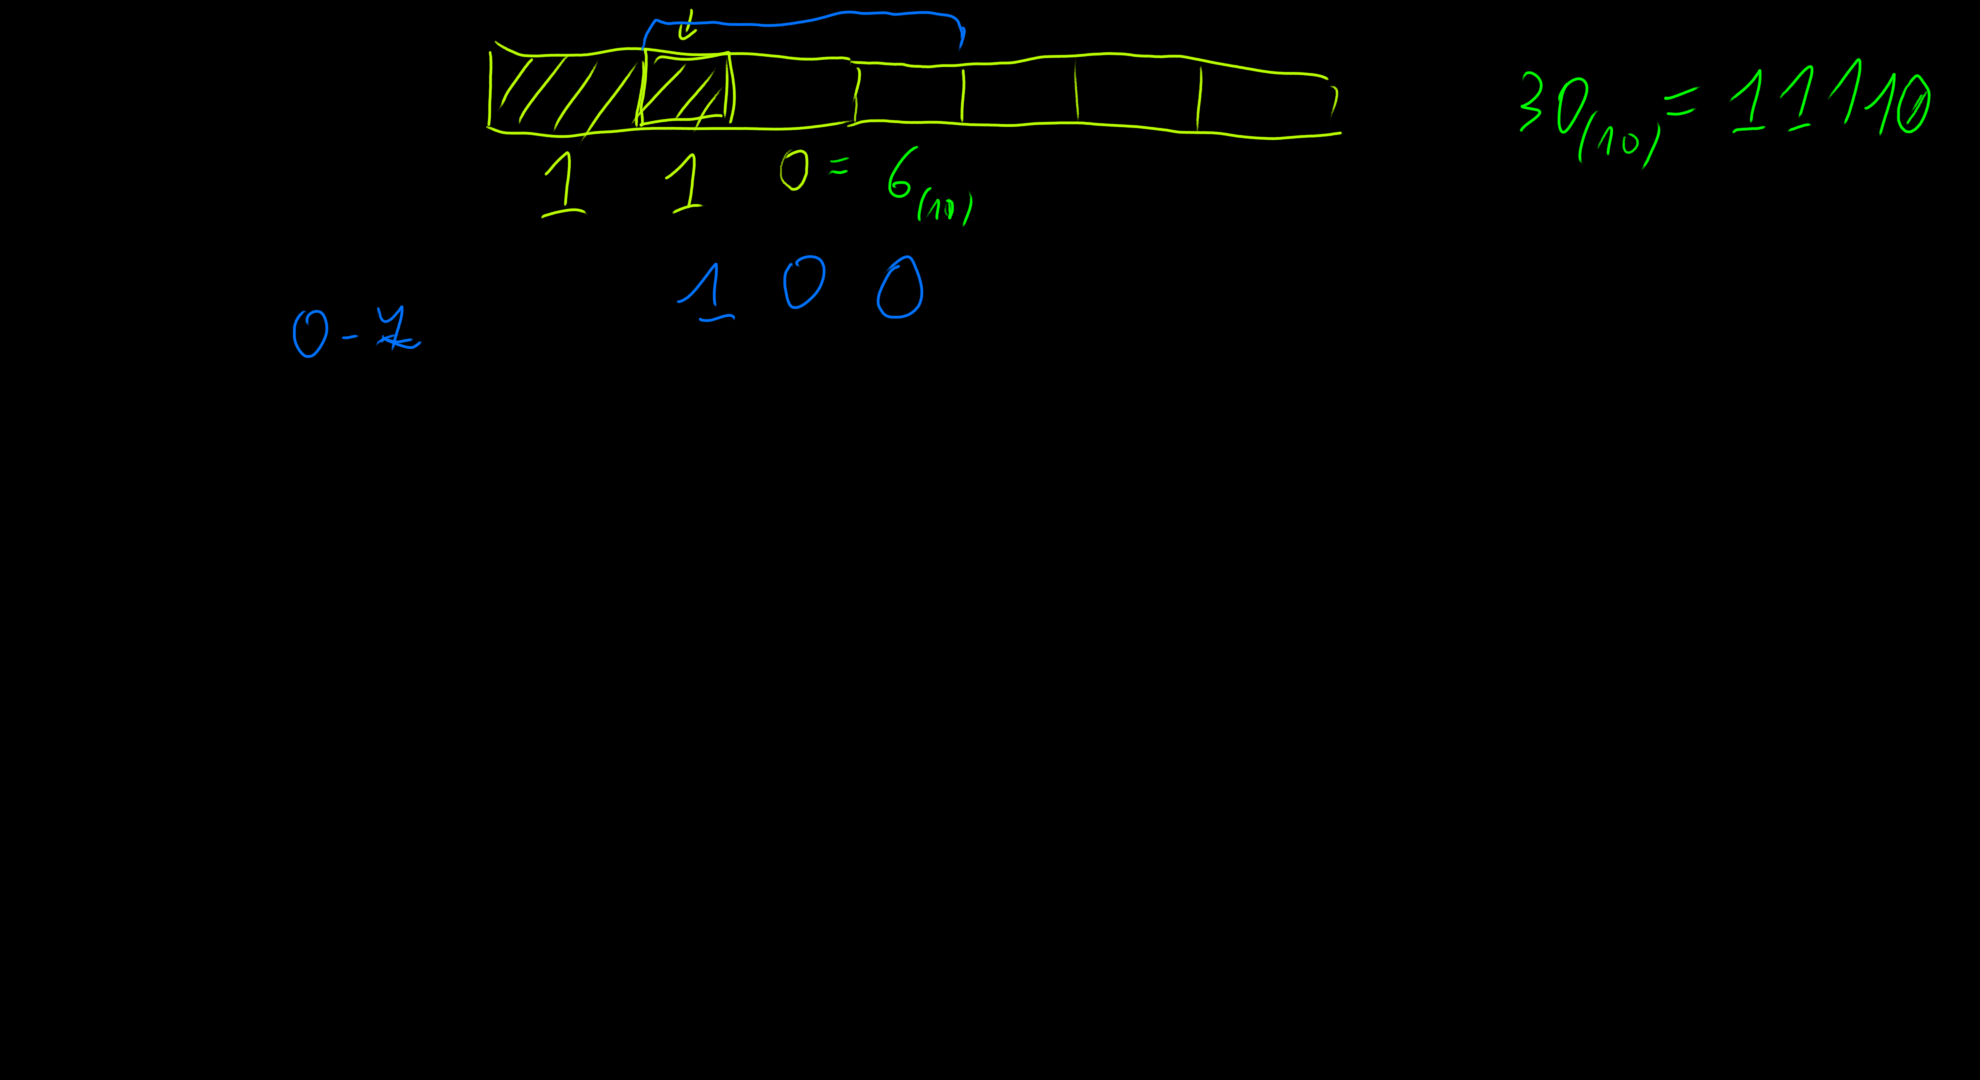 30(10) = 11110
1 1 0 = 6(10)
1 0 0
0 - 7